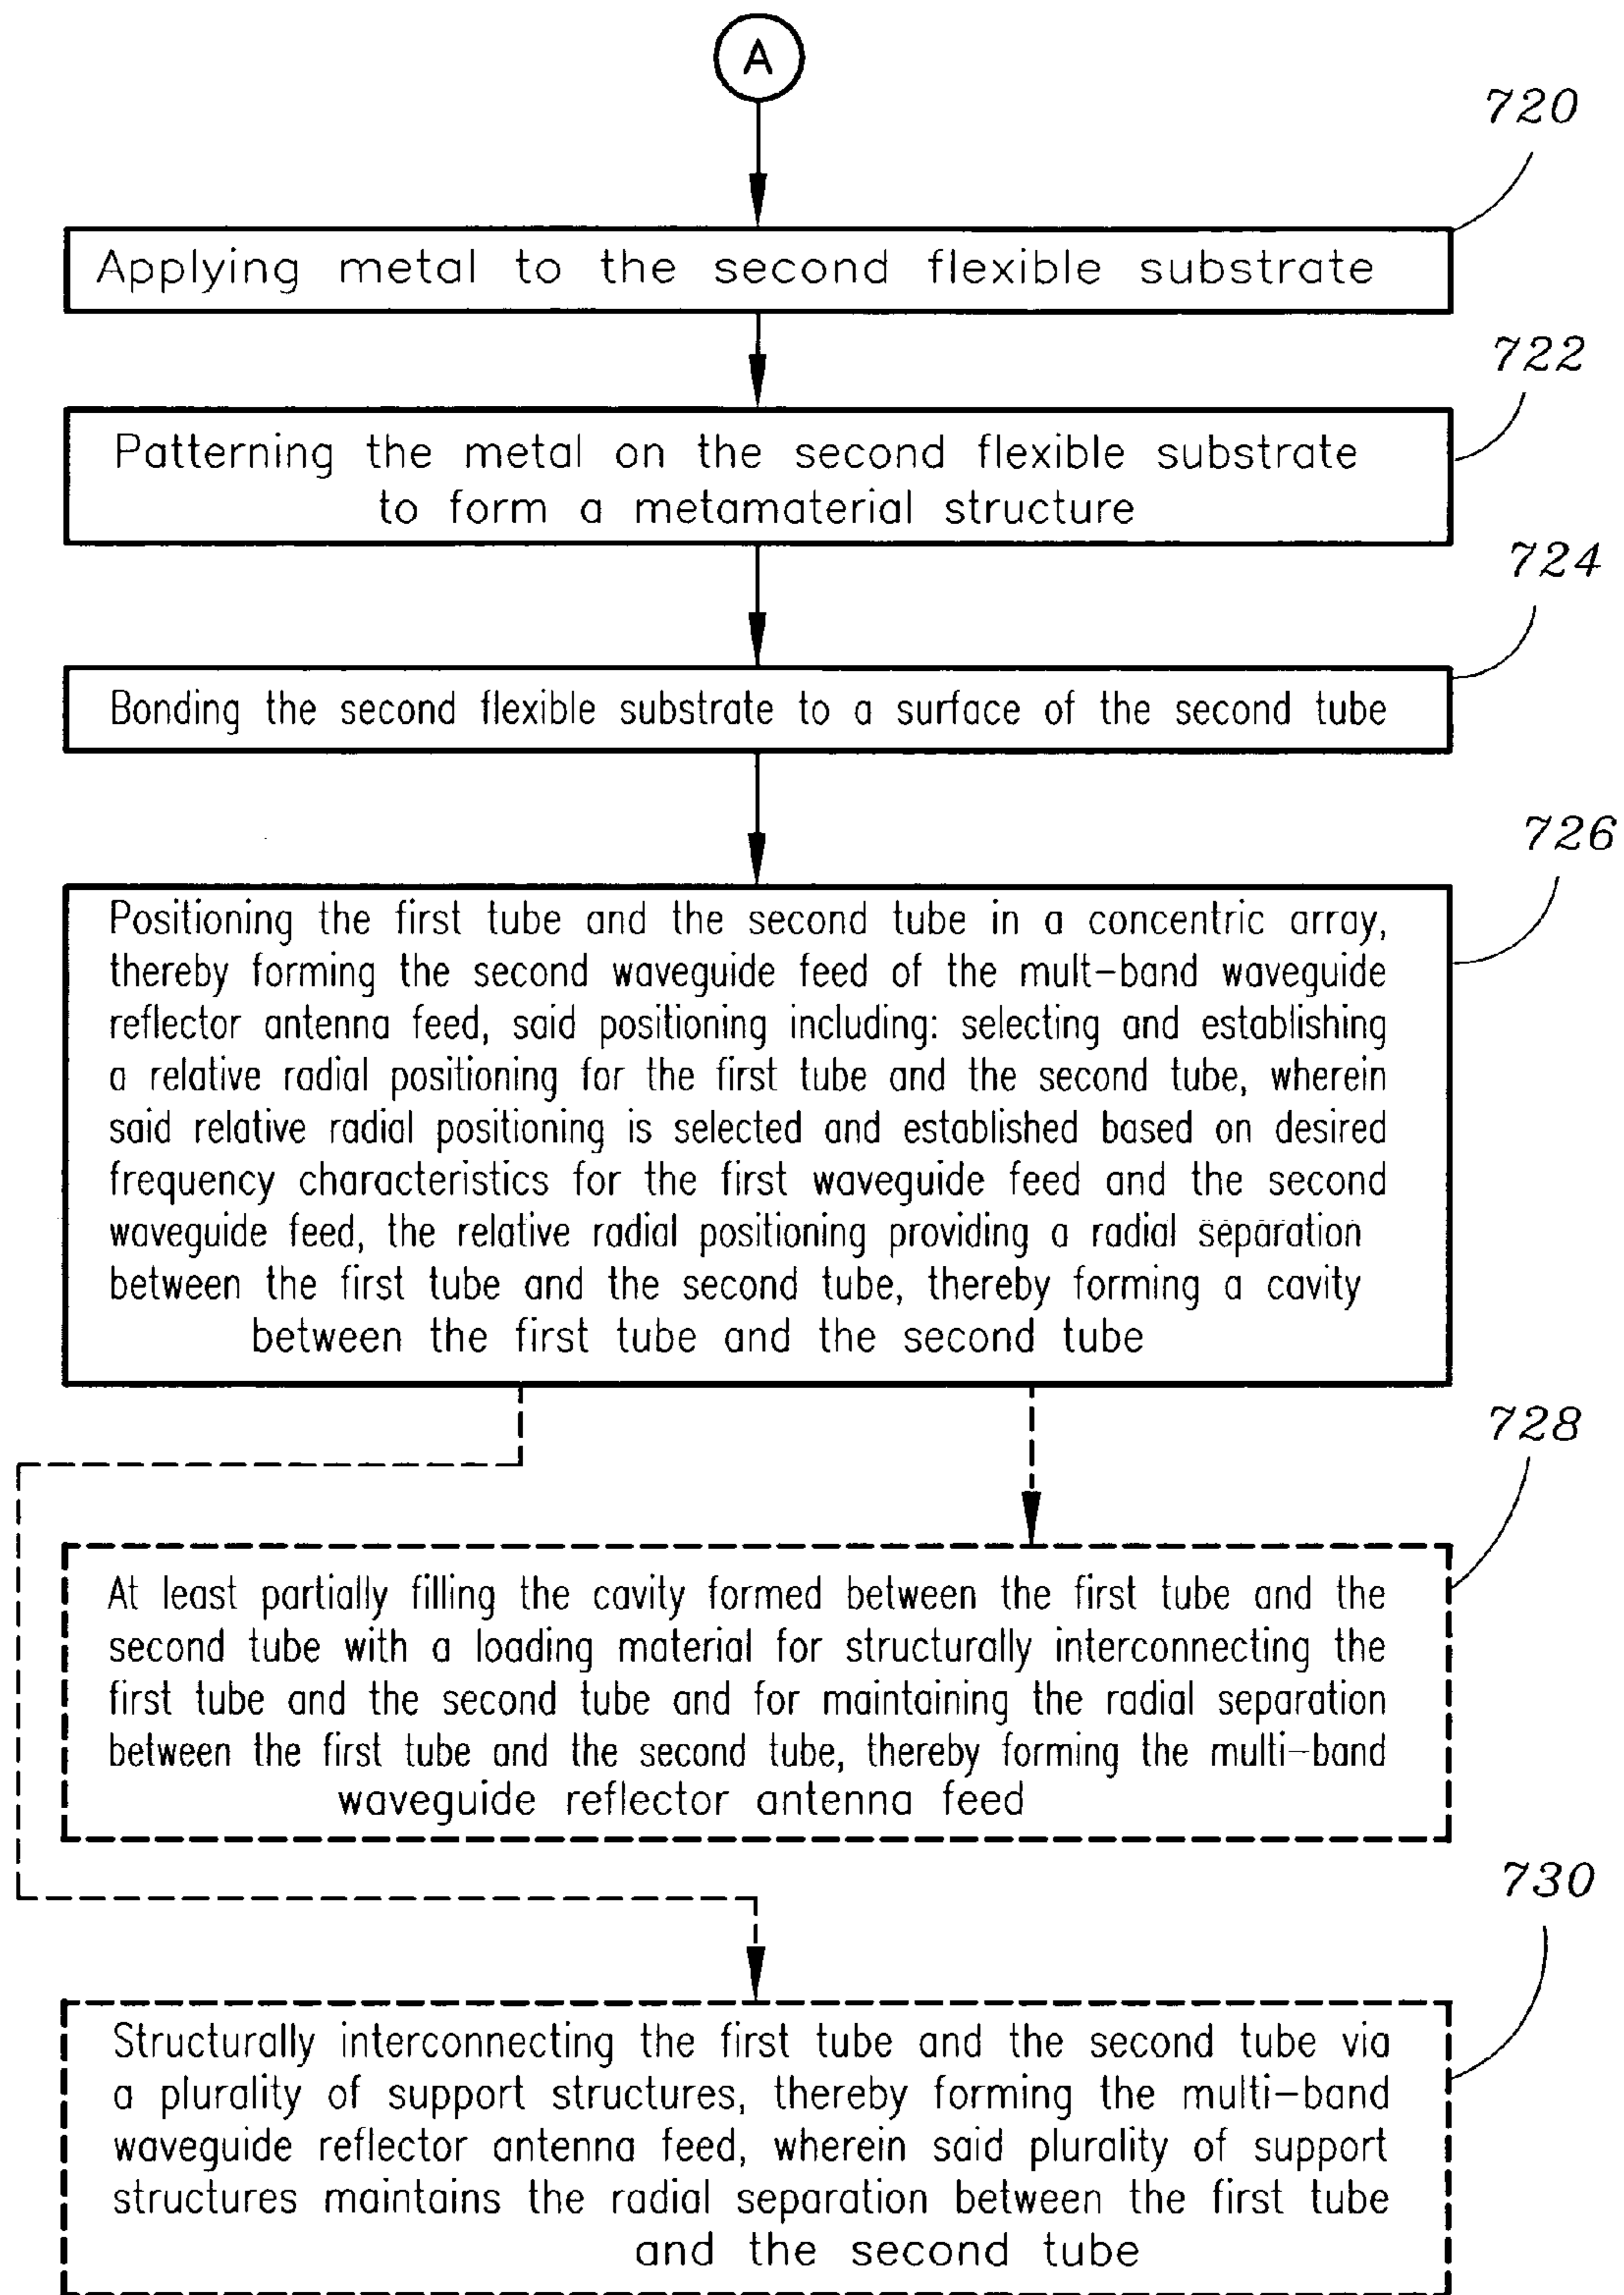 A
720
Applying metal to the second flexible substrate
722
Patterning the metal on the second flexible substrate
to form a metamaterial structure
724
Bonding the second flexible substrate to a surface of the second tube
726
Positioning the first tube and the second tube in a concentric array,
thereby forming the second waveguide feed of the mult-band waveguide
reflector antenna feed, said positioning including: selecting and establishing
a relative radial positioning for the first tube and the second tube, wherein
said relative radial positioning is selected and established based on desired
frequency characteristics for the first waveguide feed and the second
waveguide feed, the relative radial positioning providing a radial separation
between the first tube and the second tube, thereby forming a cavity
between the first tube and the second tube
728
At least partially filling the cavity formed between the first tube and the
second tube with a loading material for structurally interconnecting the
first tube and the second tube and for maintaining the radial separation
between the first tube and the second tube, thereby forming the multi-band
waveguide reflector antenna feed
730
Structurally interconnecting the first tube and the second tube via
a plurality of support structures, thereby forming the multi-band
waveguide reflector antenna feed, wherein said plurality of support
structures maintains the radial separation between the first tube
and the second tube